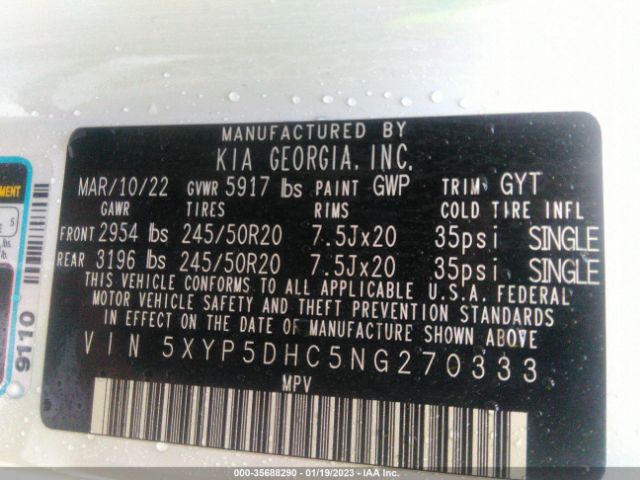 MANUFACTURED BY
KIA GEORGIA, INC.
MAR/10/22 GVWR 5917 lbs PAINT GWP TRIM GYT
GAWR TIRES RIMS COLD TIRE INFL
FRONT 2954 lbs 245/50R20 7.5Jx20 35psi SINGLE
REAR 3196 lbs 245/50R20 7.5Jx20 35psi SINGLE
THIS VEHICLE CONFORMS TO ALL APPLICABLE U.S.A. FEDERAL
MOTOR VEHICLE SAFETY AND THEFT PREVENTION STANDARDS
IN EFFECT ON THE DATE OF MANUFACTURE SHOWN ABOVE
VIN 5XYP5DHC5NG270333
MPV
9110
5
lbs.
000-35688290 - 01/19/2023 - IAA Inc.